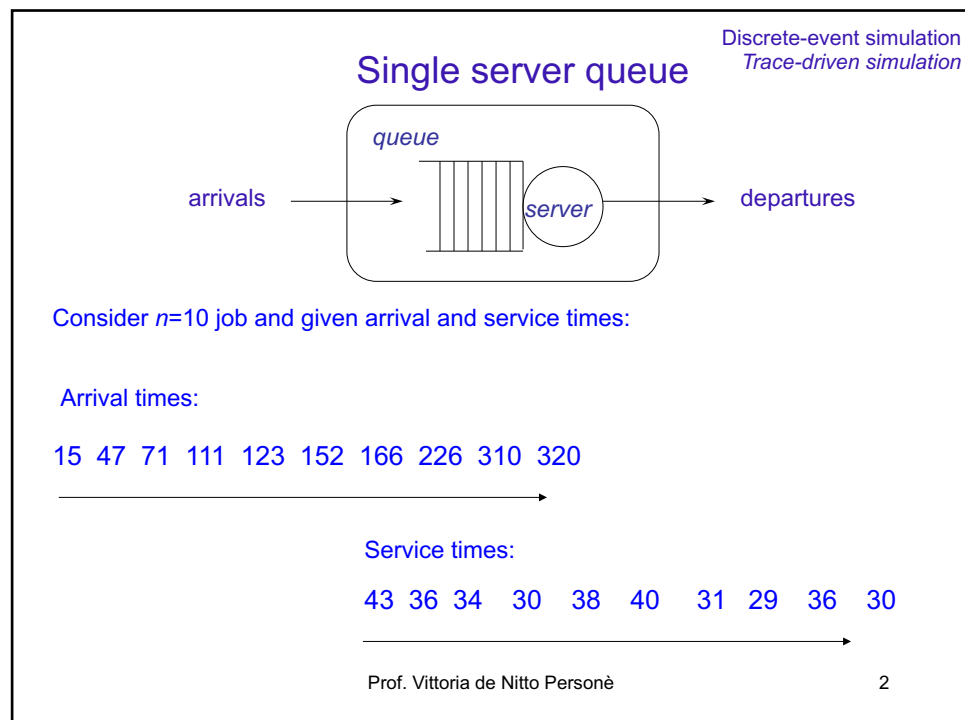 Discrete-event simulation
Trace-driven simulation
Single server queue
queue
arrivals
server
departures
Consider n=10 job and given arrival and service times:
Arrival times:
15 47 71 111 123 152 166 226 310 320
Service times:
43 36 34 30 38 40 31 29 36 30
Prof. Vittoria de Nitto Personè
2